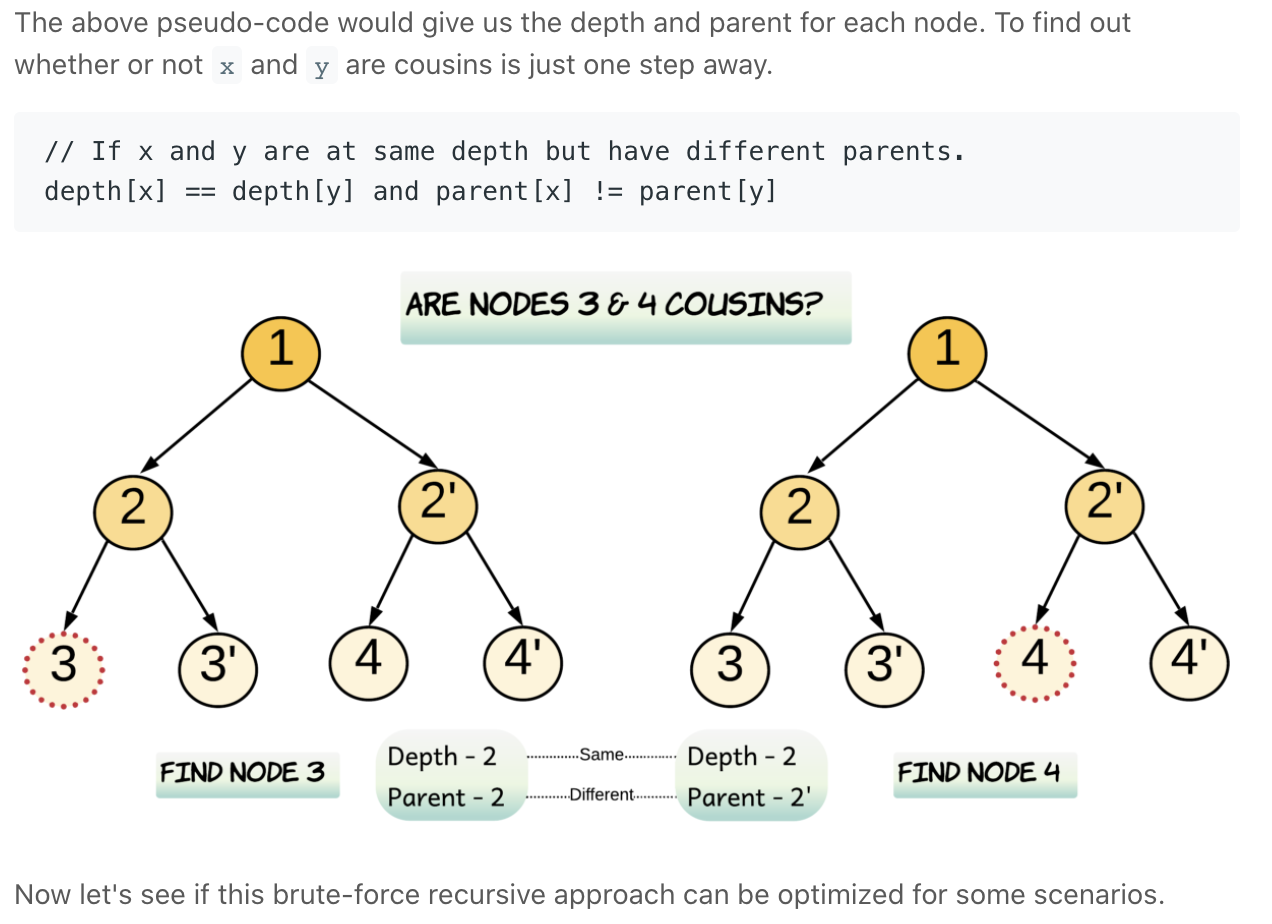 The above pseudo-code would give us the depth and parent for each node. To find out
whether or not x and y are cousins is just one step away.
// If x and y are at same depth but have different parents.
depth[x] == depth[y] and parent[x] != parent[y]
ARE NODES 3 & 4 COUSINS?
1
1
2
2'
2
2'
3
3'
4
4'
3
3'
4
4'
FIND NODE 3
Depth - 2
Same
Depth - 2
Parent - 2
Different
Parent - 2'
FIND NODE 4
Now let's see if this brute-force recursive approach can be optimized for some scenarios.